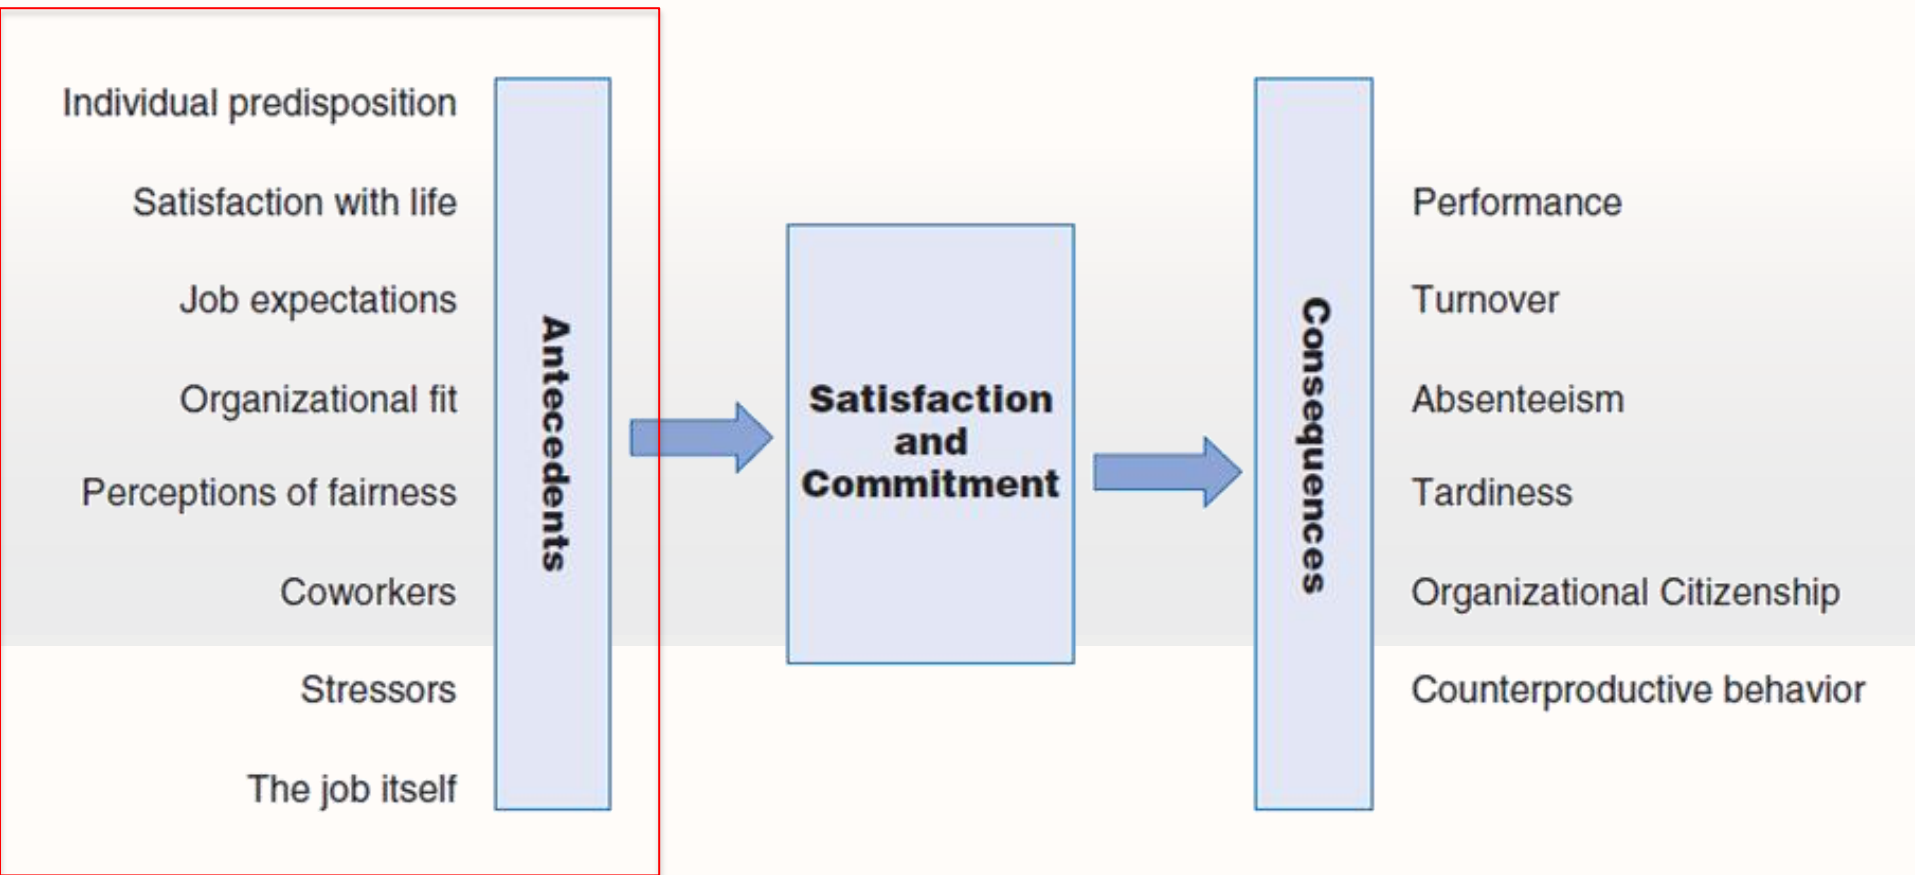 Individual predisposition
Satisfaction with life
Job expectations
Organizational fit
Perceptions of fairness
Coworkers
Stressors
The job itself
Antecedents
Satisfaction
and
Commitment
Consequences
Performance
Turnover
Absenteeism
Tardiness
Organizational Citizenship
Counterproductive behavior